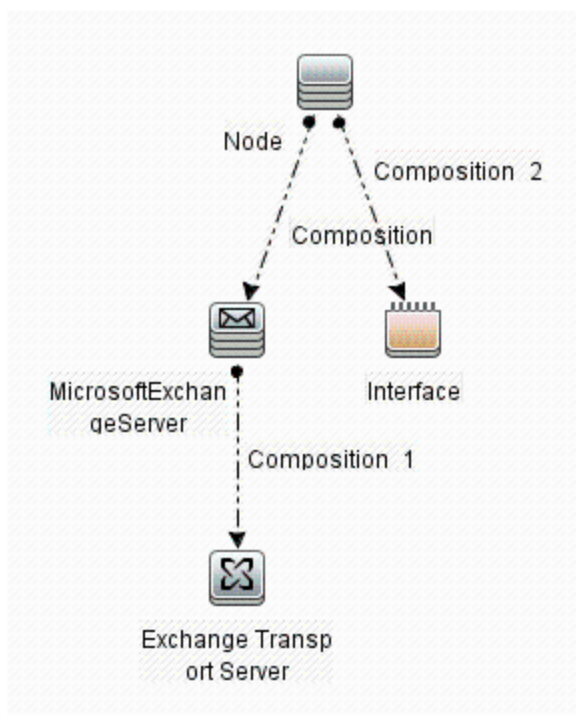 Node
Composition 2
Composition
MicrosoftExchan
geServer
Interface
Composition 1
Exchange Transp
ort Server